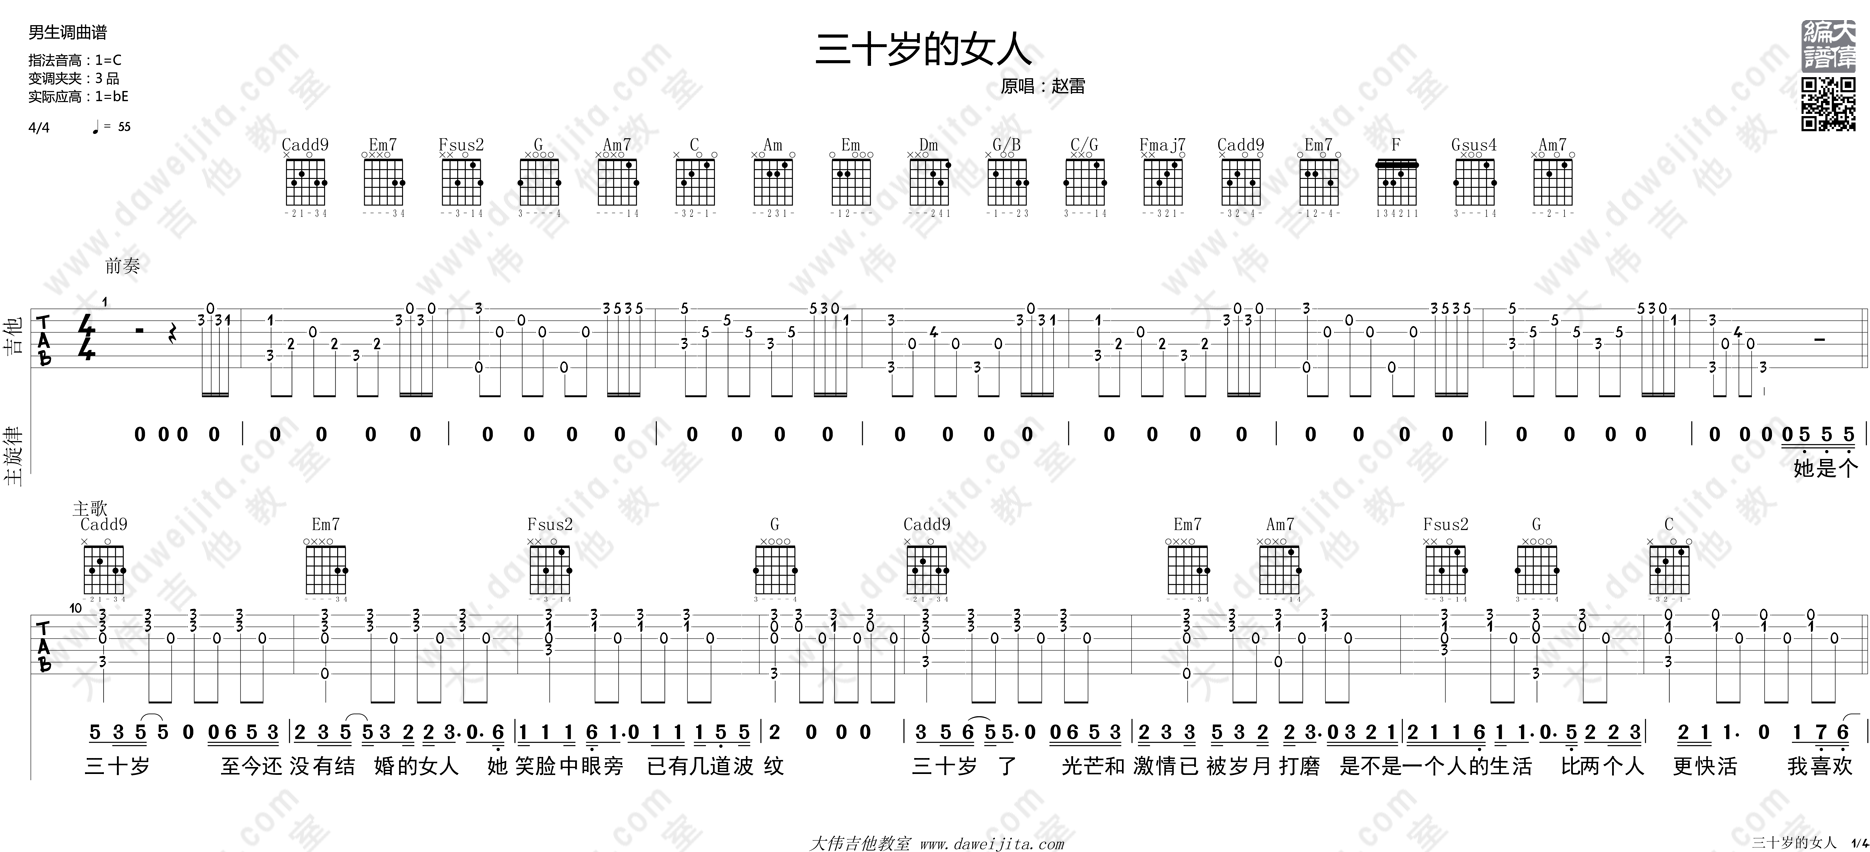 男生调曲谱
三十岁的女人
大伟
编谱
指法音高：1=C
变调夹夹：3 品
实际应高：1=bE
原唱：赵雷
4/4 ♩= 55
Cadd9 Em7 Fsus2 G Am7 C Am Em Dm G/B C/G Fmaj7 Cadd9 Em7 F Gsus4 Am7
前奏
吉他
主旋律
0 0 0 0 | 0 0 0 0 | 0 0 0 0 | 0 0 0 0 | 0 0 0 0 | 0 0 0 0 | 0 0 0 0 | 0 0 0 0 | 0 0 0 0 5 5 5
她是个
主歌
Cadd9 Em7 Fsus2 G Cadd9 Em7 Am7 Fsus2 G C
10
5 3 5 5 0 0 6 5 3 | 2 3 5 5 3 2 2 3. 0. 6 | 1 1 1 6 1. 0 1 1 1 5 5 | 2 0 0 0 | 3 5 6 5 5. 0 0 6 5 3 | 2 3 3 5 3 2 2 3. 0 3 2 1 | 2 1 1 6 1 1. 0. 5 2 2 3 | 2 1 1. 0 1 7 6
三十岁 至今还 没有结 婚的女人 她 笑脸中眼旁 已有几道波 纹 三十岁 了 光芒和 激情已 被岁月 打磨 是不是一个人的生活 比两个人 更快活 我喜欢
大伟吉他教室 www.daweijita.com
三十岁的女人 1/4